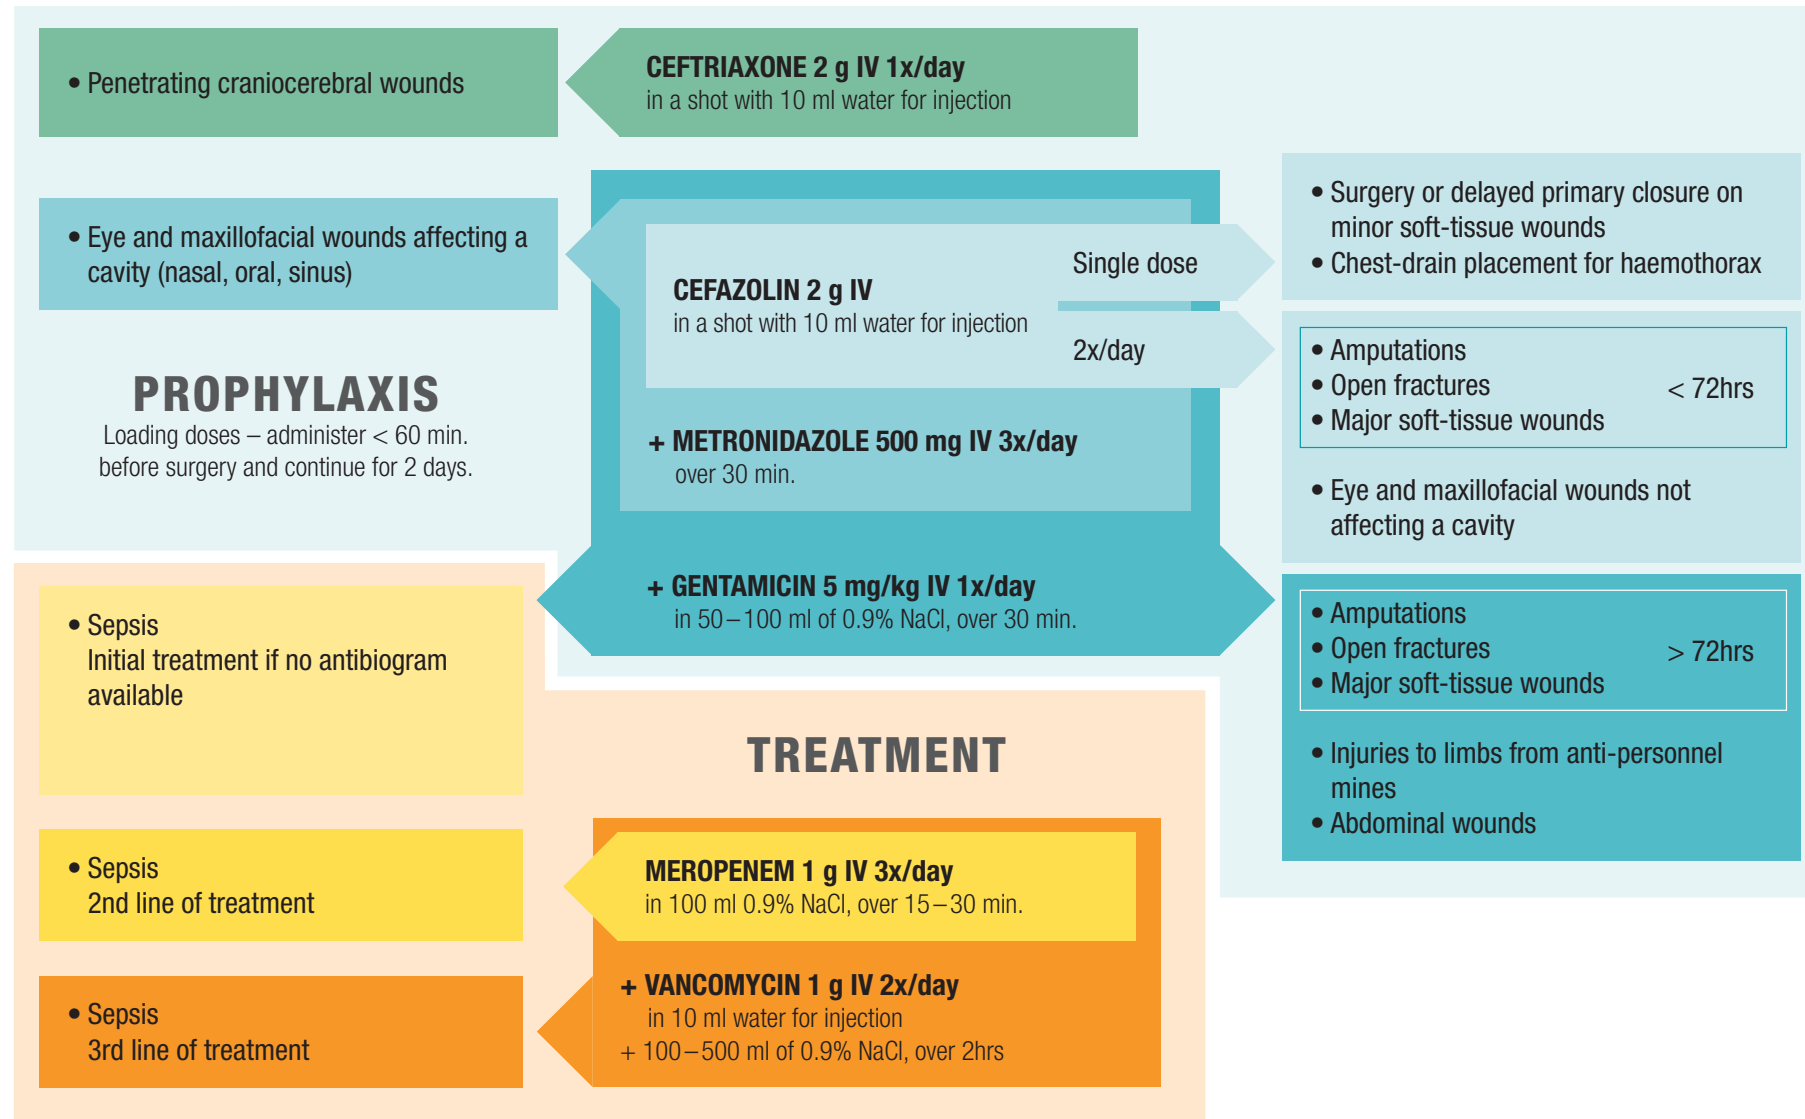 • Penetrating craniocerebral wounds
CEFTRIAXONE 2 g IV 1x/day
in a shot with 10 ml water for injection
• Eye and maxillofacial wounds affecting a
cavity (nasal, oral, sinus)
CEFAZOLIN 2 g IV
in a shot with 10 ml water for injection
Single dose
2x/day
• Surgery or delayed primary closure on
minor soft-tissue wounds
• Chest-drain placement for haemothorax
• Amputations
• Open fractures
• Major soft-tissue wounds
< 72hrs
• Eye and maxillofacial wounds not
affecting a cavity
PROPHYLAXIS
Loading doses – administer < 60 min.
before surgery and continue for 2 days.
+ METRONIDAZOLE 500 mg IV 3x/day
over 30 min.
+ GENTAMICIN 5 mg/kg IV 1x/day
in 50–100 ml of 0.9% NaCl, over 30 min.
• Amputations
• Open fractures
• Major soft-tissue wounds
> 72hrs
• Injuries to limbs from anti-personnel
mines
• Abdominal wounds
• Sepsis
Initial treatment if no antibiogram
available
TREATMENT
• Sepsis
2nd line of treatment
MEROPENEM 1 g IV 3x/day
in 100 ml 0.9% NaCl, over 15–30 min.
• Sepsis
3rd line of treatment
+ VANCOMYCIN 1 g IV 2x/day
in 10 ml water for injection
+ 100–500 ml of 0.9% NaCl, over 2hrs